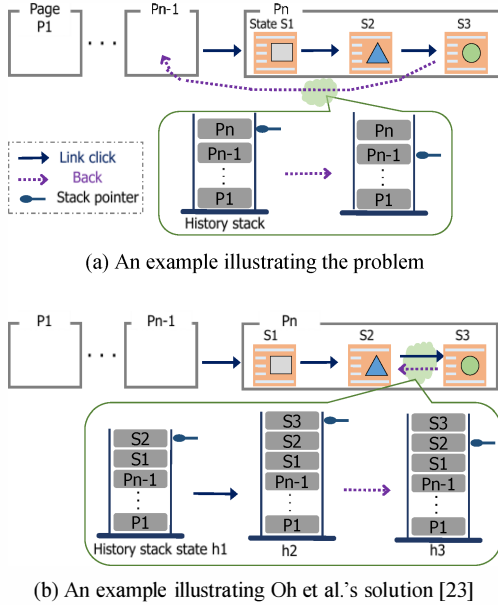 Page
P1
Pn-1
Pn
State S1
S2
S3
Pn
Pn-1
P1
Pn
Pn-1
P1
History stack
Link click
Back
Stack pointer
(a) An example illustrating the problem
P1
Pn-1
Pn
S1
S2
S3
S2
S1
Pn-1
P1
History stack state h1
S3
S2
S1
Pn-1
P1
h2
S3
S2
S1
Pn-1
P1
h3
(b) An example illustrating Oh et al.'s solution [23]